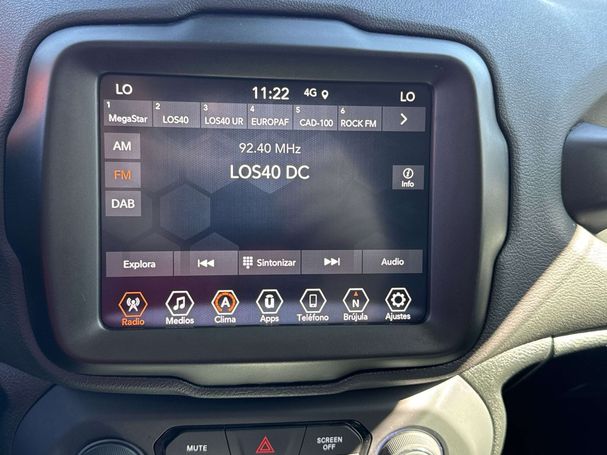 LO 11:22 4G LO
1 MegaStar 2 LOS40 3 LOS40 UR 4 EUROPAF 5 CAD-100 6 ROCK FM
AM
92.40 MHz
FM
LOS40 DC
i Info
DAB
Explora Sintonizar Audio
Radio Medios A Clima ū Apps Teléfono N Brújula Ajustes
MUTE SCREEN
OFF